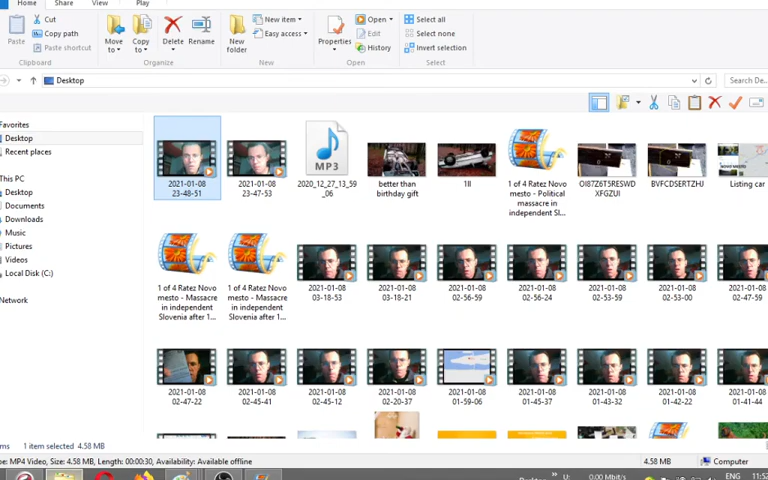 Home Share View Play
Cut
Copy path
Paste shortcut
Paste
Move to
Copy to
Delete
Rename
New folder
New item
Easy access
Properties
Open
Edit
History
Select all
Select none
Invert selection
Clipboard Organize New Open Select
Desktop
Search De...
Favorites
Desktop
Recent places
This PC
Desktop
Documents
Downloads
Music
Pictures
Videos
Local Disk (C:)
Network
2021-01-08
23-48-51
2021-01-08
23-47-53
MP3
2020_12_27_13_59
_06
better than
birthday gift
1 of 4 Ratez Novo
mesto - Political
massacre in
independent Sl...
OI87Z6T5RESWD
XFGZUI
BVFCDSERTZHJ
Listing car
1 of 4 Ratez Novo
mesto - Massacre
in independent
Slovenia after 1...
1 of 4 Ratez Novo
mesto - Massacre
in independent
Slovenia after 1...
2021-01-08
03-18-53
2021-01-08
03-18-21
2021-01-08
02-56-59
2021-01-08
02-56-24
2021-01-08
02-53-59
2021-01-08
02-53-00
2021-01-08
02-47-59
2021-01-08
02-47-22
2021-01-08
02-45-41
2021-01-08
02-45-12
2021-01-08
02-20-37
2021-01-08
01-59-06
2021-01-08
01-45-37
2021-01-08
01-43-32
2021-01-08
01-42-22
2021-01-08
01-41-44
ms 1 item selected 4.58 MB
pe: MP4 Video, Size: 4.58 MB, Length: 00:00:30, Availability: Available offline
4.58 MB Computer
Desktop U: 0.00 Mbit/s ENG 11:52